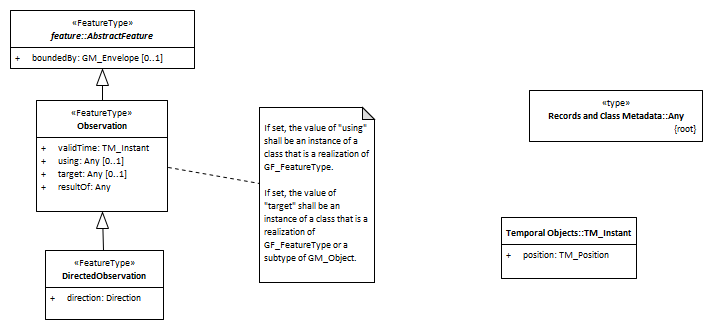 «FeatureType»
feature::AbstractFeature
+ boundedBy: GM_Envelope [0..1]
«FeatureType»
Observation
+ validTime: TM_Instant
+ using: Any [0..1]
+ target: Any [0..1]
+ resultOf: Any
«FeatureType»
DirectedObservation
+ direction: Direction
If set, the value of "using"
shall be an instance of a
class that is a realization of
GF_FeatureType.
If set, the value of
"target" shall be an
instance of a class that is a
realization of
GF_FeatureType or a
subtype of GM_Object.
«type»
Records and Class Metadata::Any
{root}
Temporal Objects::TM_Instant
+ position: TM_Position